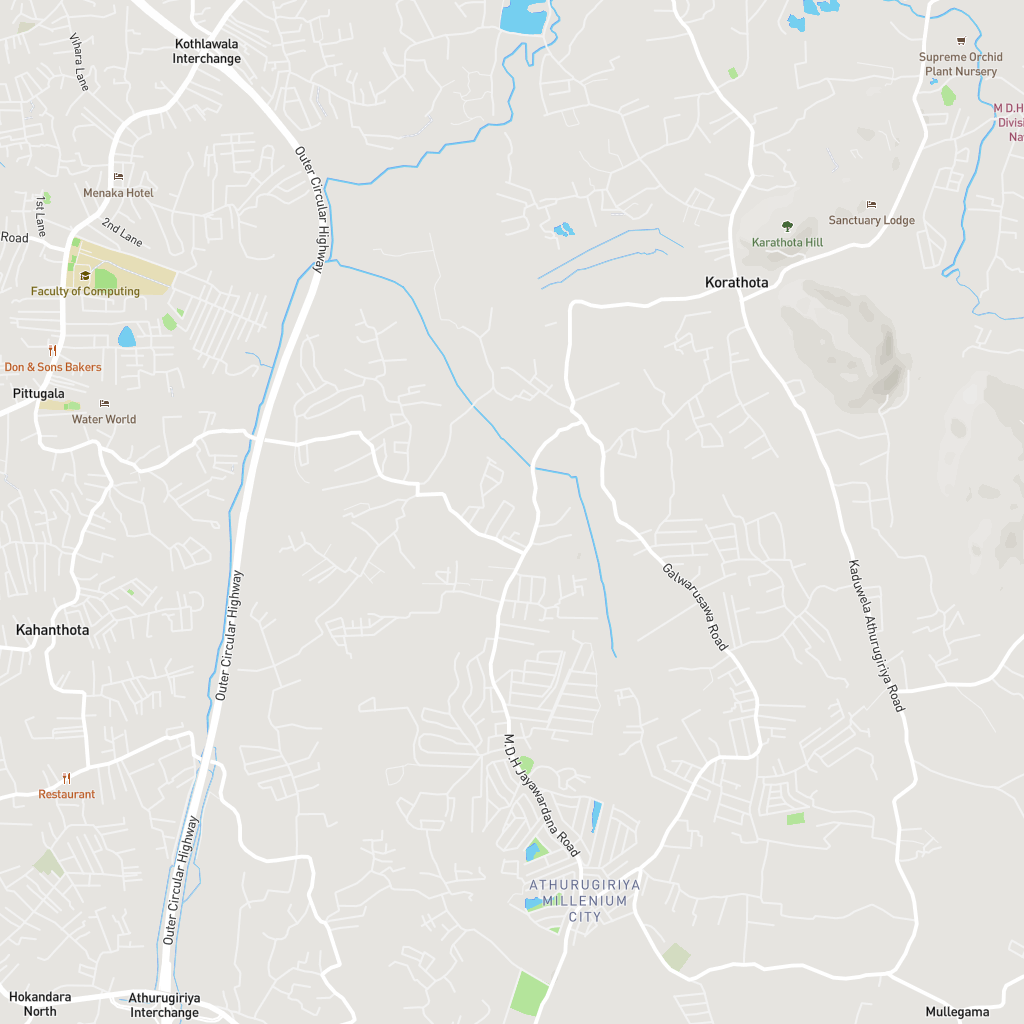 Kothlawala
Interchange
Vihara Lane
Supreme Orchid
Plant Nursery
M D.H
Divisi
Na
Outer Circular Highway
Menaka Hotel
1st Lane
2nd Lane
Road
Sanctuary Lodge
Karathota Hill
Korathota
Faculty of Computing
Don & Sons Bakers
Pittugala
Water World
Galwarusawa Road
Kaduwela Athurugiriya Road
Outer Circular Highway
Kahanthota
M.D.H Jayawardana Road
Restaurant
Outer Circular Highway
ATHURUGIRIYA
MILLENIUM
CITY
Hokandara
North
Athurugiriya
Interchange
Mullegama